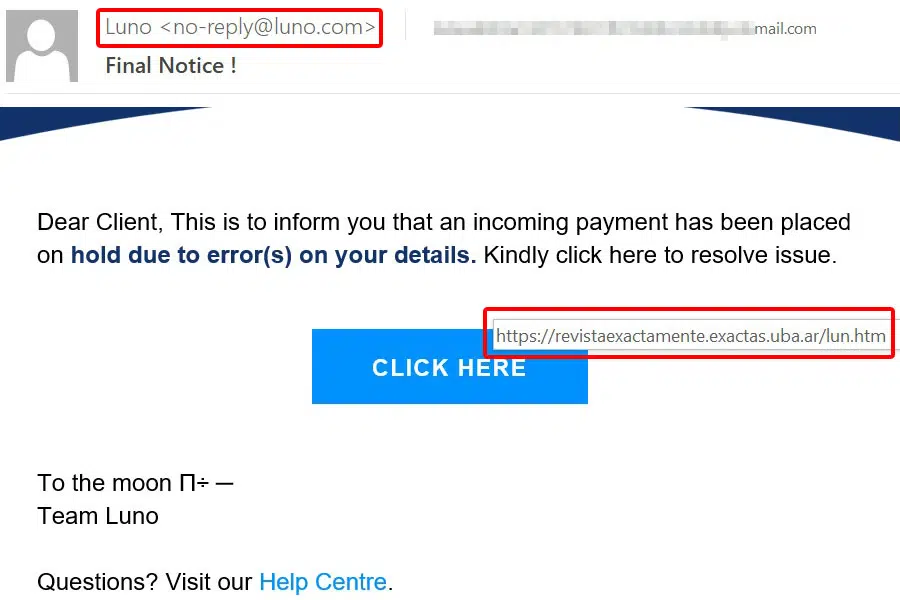 Luno <no-reply@luno.com>
mail.com
Final Notice !
Dear Client, This is to inform you that an incoming payment has been placed
on hold due to error(s) on your details. Kindly click here to resolve issue.
https://revistaexactamente.exactas.uba.ar/lun.htm
CLICK HERE
To the moon П÷ —
Team Luno
Questions? Visit our Help Centre.